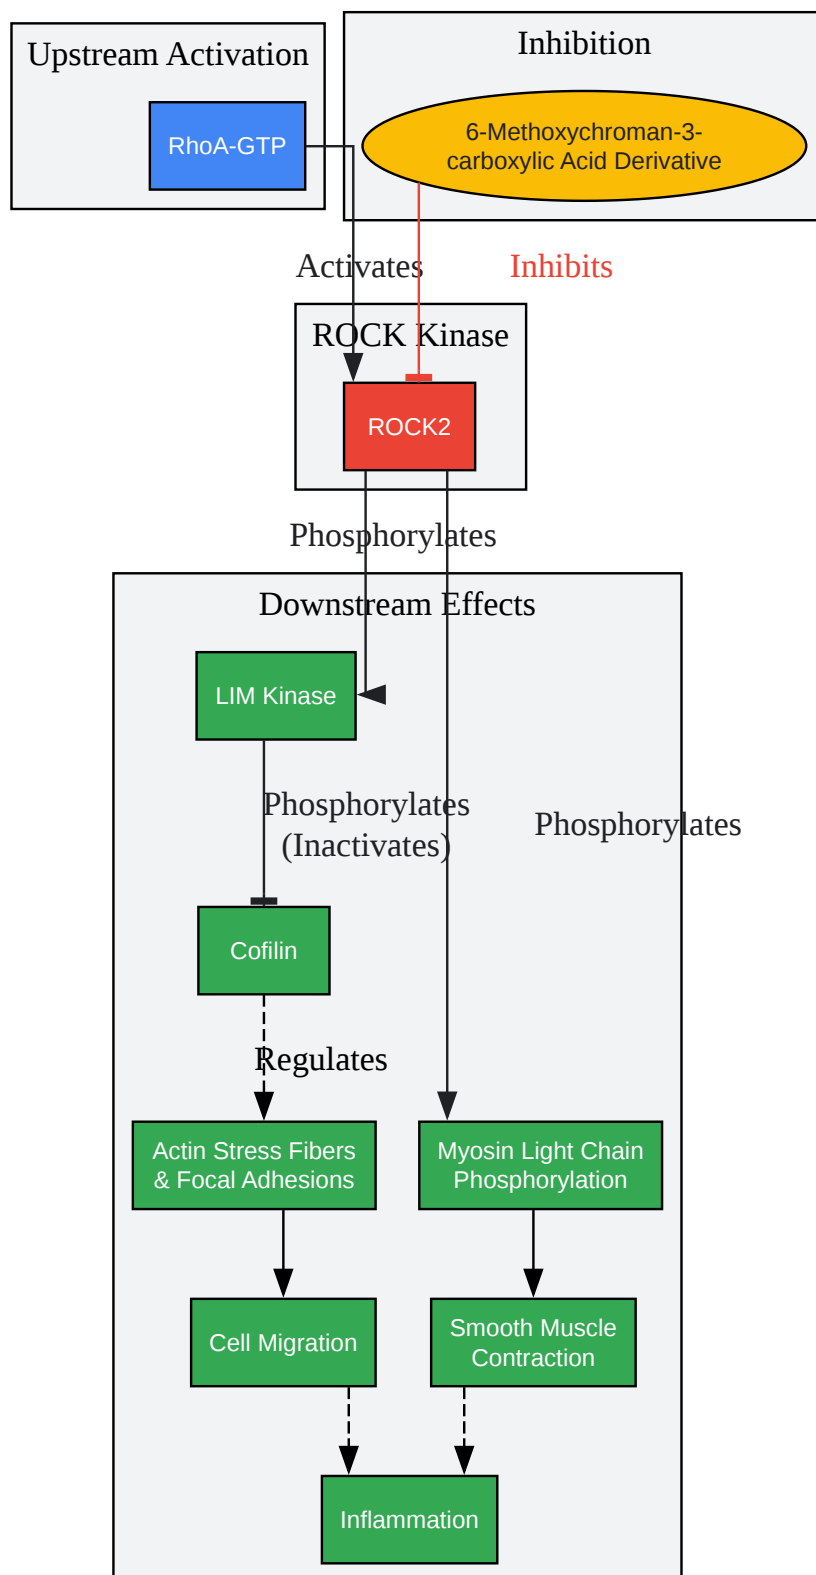 Upstream Activation
Inhibition
RhoA-GTP
6-Methoxychroman-3-
carboxylic Acid Derivative
Activates
Inhibits
ROCK Kinase
ROCK2
Phosphorylates
Downstream Effects
LIM Kinase
Phosphorylates
(Inactivates)
Phosphorylates
Cofilin
Regulates
Actin Stress Fibers
& Focal Adhesions
Myosin Light Chain
Phosphorylation
Cell Migration
Smooth Muscle
Contraction
Inflammation